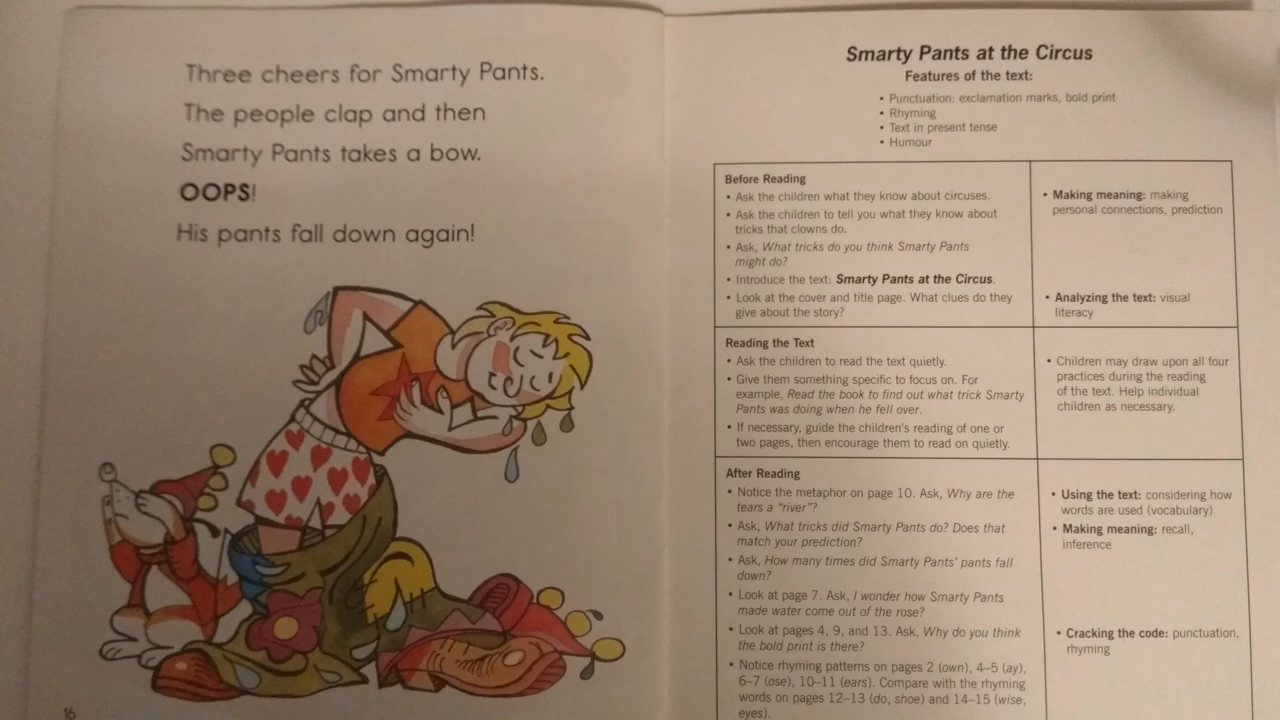 Three cheers for Smarty Pants.
The people clap and then
Smarty Pants takes a bow.
OOPS!
His pants fall down again!
16
Smarty Pants at the Circus
Features of the text:
• Punctuation: exclamation marks, bold print
• Rhyming
• Text in present tense
• Humour
Before Reading
• Ask the children what they know about circuses.
• Ask the children to tell you what they know about
tricks that clowns do.
• Ask, What tricks do you think Smarty Pants
might do?
• Introduce the text: Smarty Pants at the Circus.
• Look at the cover and title page. What clues do they
give about the story?
• Making meaning: making
personal connections, prediction
• Analyzing the text: visual
literacy
Reading the Text
• Ask the children to read the text quietly.
• Give them something specific to focus on. For
example, Read the book to find out what trick Smarty
Pants was doing when he fell over.
• If necessary, guide the children's reading of one or
two pages, then encourage them to read on quietly.
• Children may draw upon all four
practices during the reading
of the text. Help individual
children as necessary.
After Reading
• Notice the metaphor on page 10. Ask, Why are the
tears a "river"?
• Ask, What tricks did Smarty Pants do? Does that
match your prediction?
• Ask, How many times did Smarty Pants' pants fall
down?
• Look at page 7. Ask, I wonder how Smarty Pants
made water come out of the rose?
• Look at pages 4, 9, and 13. Ask, Why do you think
the bold print is there?
• Notice rhyming patterns on pages 2 (own), 4–5 (ay),
6–7 (ose), 10–11 (ears). Compare with the rhyming
words on pages 12–13 (do, shoe) and 14–15 (wise,
eyes).
• Using the text: considering how
words are used (vocabulary)
• Making meaning: recall,
inference
• Cracking the code: punctuation,
rhyming